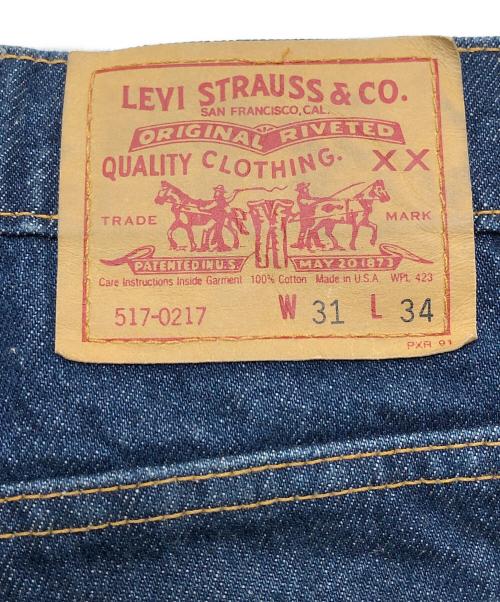 LEVI STRAUSS & CO.
SAN FRANCISCO, CAL.
ORIGINAL RIVETED
QUALITY CLOTHING. XX
TRADE MARK
PATENTED IN U.S. MAY 20 1873
Care Instructions Inside Garment 100% Cotton Made in U.S.A. WPL 423
517-0217 W 31 L 34
PXR 91